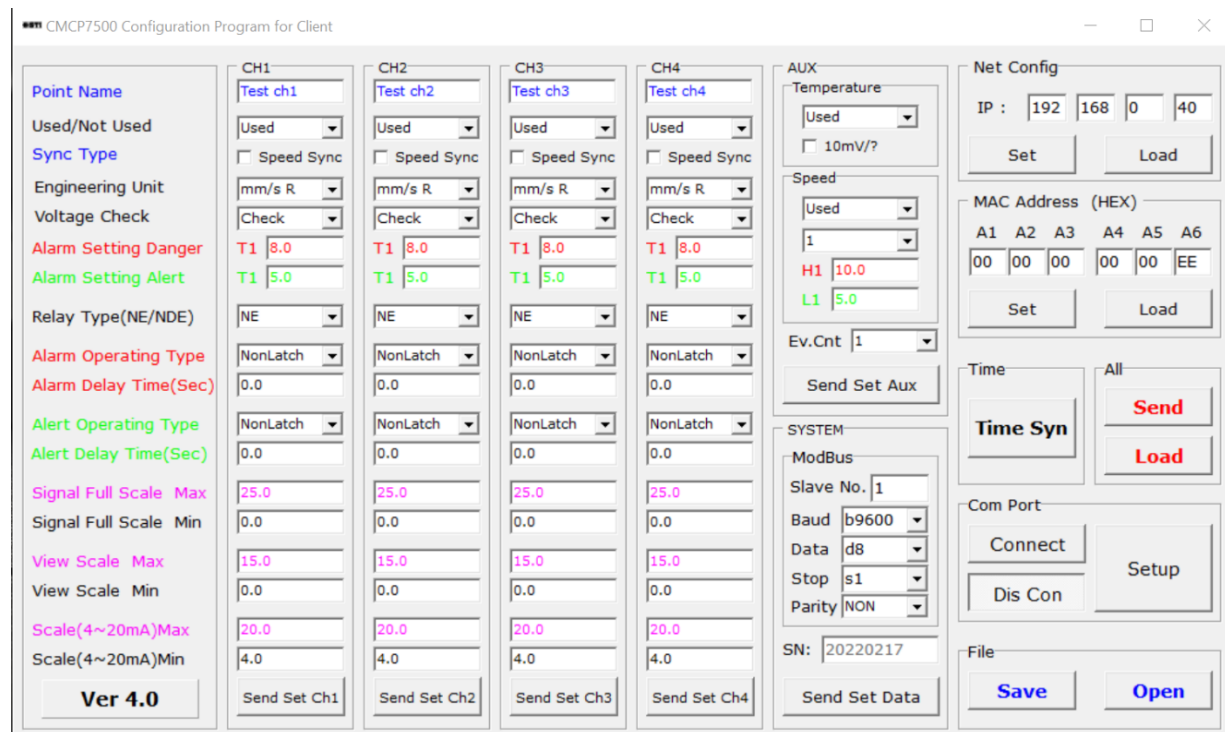 CMCP7500 Configuration Program for Client
Point Name
Used/Not Used
Sync Type
Engineering Unit
Voltage Check
Alarm Setting Danger
Alarm Setting Alert
Relay Type(NE/NDE)
Alarm Operating Type
Alarm Delay Time(Sec)
Alert Operating Type
Alert Delay Time(Sec)
Signal Full Scale Max
Signal Full Scale Min
View Scale Max
View Scale Min
Scale(4~20mA)Max
Scale(4~20mA)Min
Ver 4.0
CH1
Test ch1
Used
Speed Sync
mm/s R
Check
T1 8.0
T1 5.0
NE
NonLatch
0.0
NonLatch
0.0
25.0
0.0
15.0
0.0
20.0
4.0
Send Set Ch1
CH2
Test ch2
Used
Speed Sync
mm/s R
Check
T1 8.0
T1 5.0
NE
NonLatch
0.0
NonLatch
0.0
25.0
0.0
15.0
0.0
20.0
4.0
Send Set Ch2
CH3
Test ch3
Used
Speed Sync
mm/s R
Check
T1 8.0
T1 5.0
NE
NonLatch
0.0
NonLatch
0.0
25.0
0.0
15.0
0.0
20.0
4.0
Send Set Ch3
CH4
Test ch4
Used
Speed Sync
mm/s R
Check
T1 8.0
T1 5.0
NE
NonLatch
0.0
NonLatch
0.0
25.0
0.0
15.0
0.0
20.0
4.0
Send Set Ch4
AUX
Temperature
Used
10mV/?
Speed
Used
1
H1 10.0
L1 5.0
Ev.Cnt 1
Send Set Aux
SYSTEM
ModBus
Slave No. 1
Baud b9600
Data d8
Stop s1
Parity NON
SN: 20220217
Send Set Data
Net Config
IP : 192 168 0 40
Set Load
MAC Address (HEX)
A1 A2 A3 A4 A5 A6
00 00 00 00 00 EE
Set Load
Time
Time Syn
All
Send
Load
Com Port
Connect
Dis Con
Setup
File
Save Open